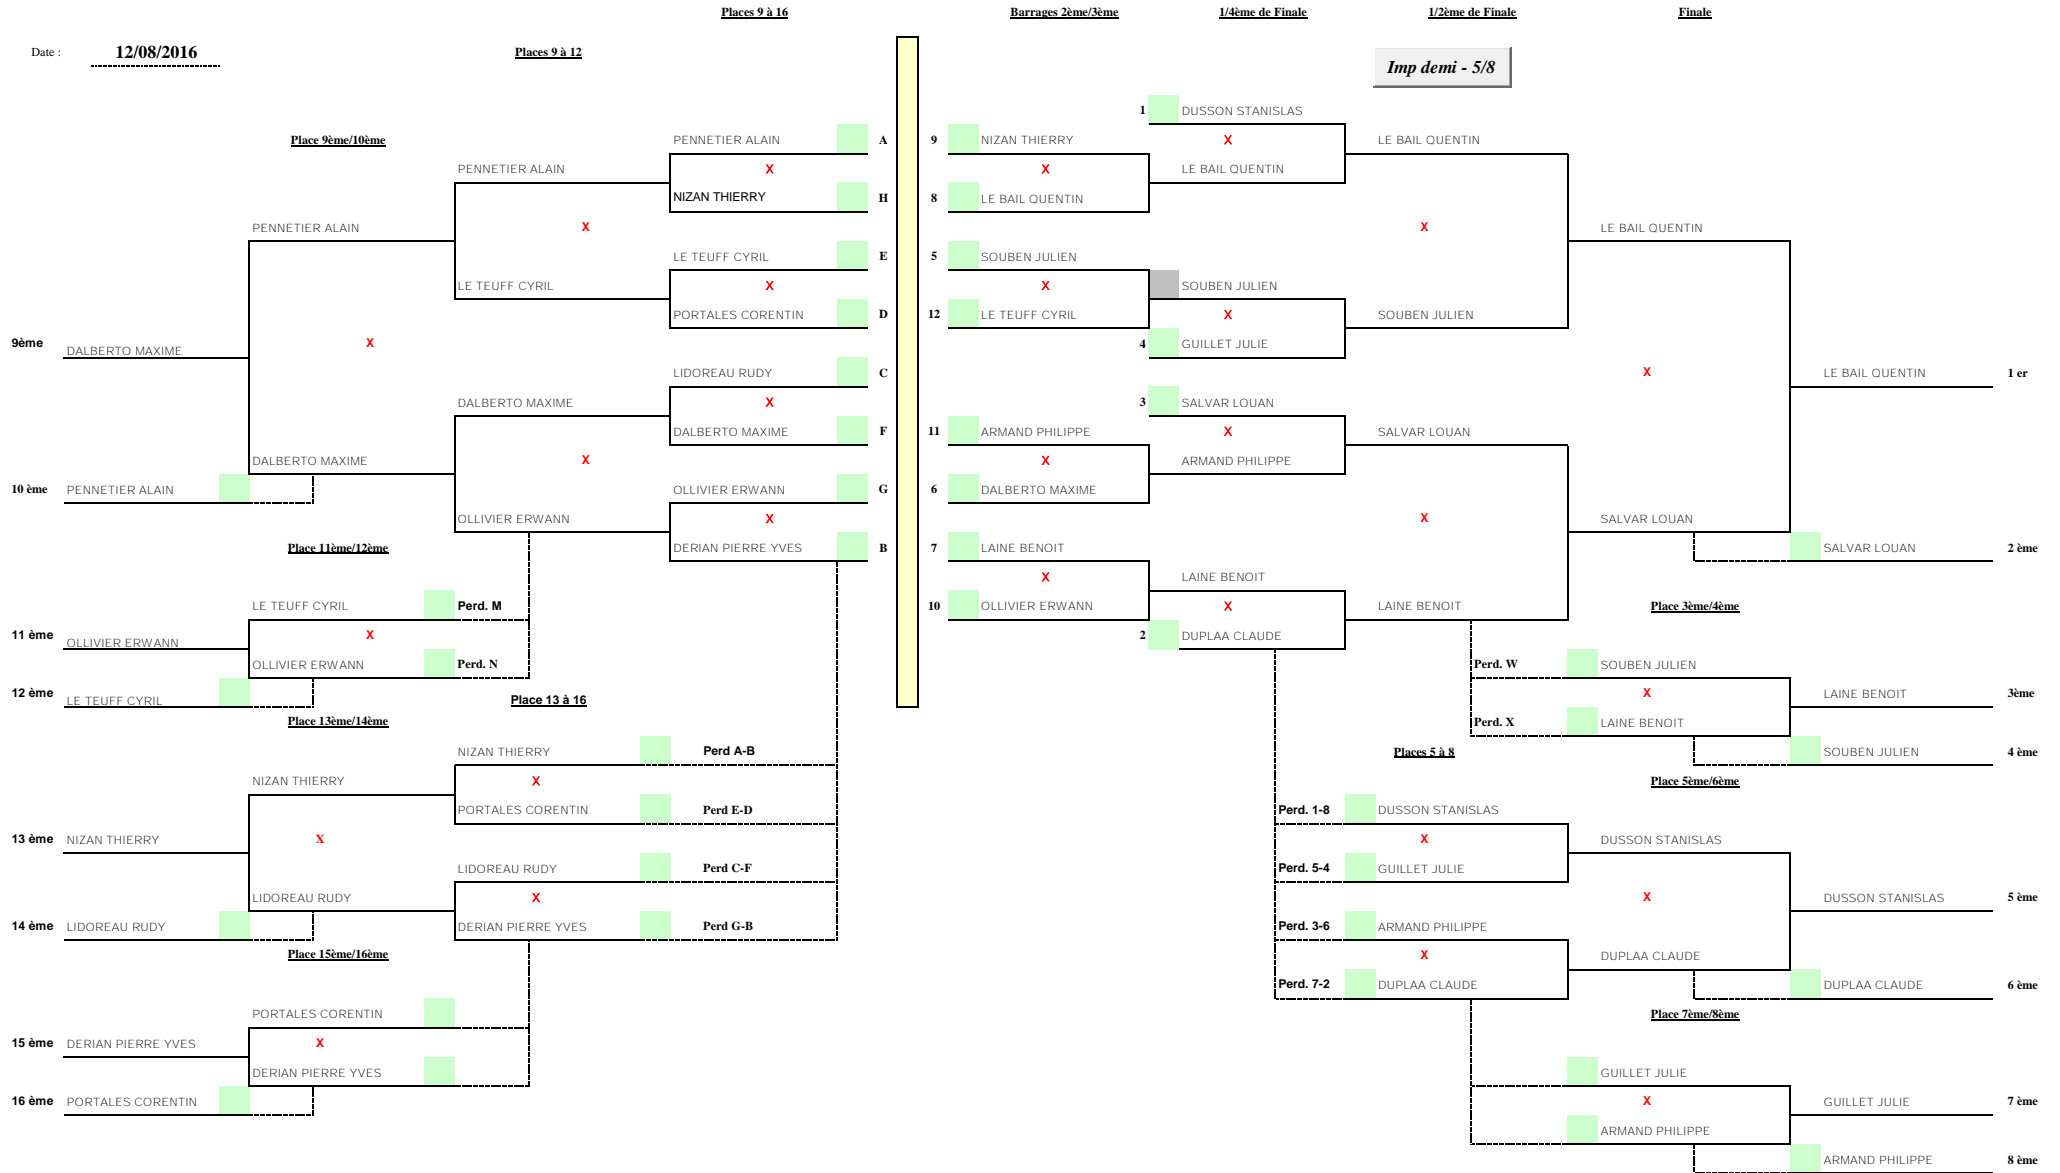 Places 9 à 16
Barrages 2ème/3ème
1/4ème de Finale
1/2ème de Finale
Finale
Date :
12/08/2016
Places 9 à 12
Imp demi - 5/8
Place 9ème/10ème
PENNETIER ALAIN
A
PENNETIER ALAIN
X
NIZAN THIERRY
H
PENNETIER ALAIN
X
LE TEUFF CYRIL
E
LE TEUFF CYRIL
X
PORTALES CORENTIN
D
9ème
DALBERTO MAXIME
X
LIDOREAU RUDY
C
DALBERTO MAXIME
X
DALBERTO MAXIME
F
DALBERTO MAXIME
X
10 ème
PENNETIER ALAIN
OLLIVIER ERWANN
G
OLLIVIER ERWANN
X
Place 11ème/12ème
DERIAN PIERRE YVES
B
LE TEUFF CYRIL
Perd. M
11 ème
OLLIVIER ERWANN
X
OLLIVIER ERWANN
Perd. N
12 ème
LE TEUFF CYRIL
Place 13 à 16
Place 13ème/14ème
NIZAN THIERRY
Perd A-B
NIZAN THIERRY
X
PORTALES CORENTIN
Perd E-D
13 ème
NIZAN THIERRY
X
LIDOREAU RUDY
Perd C-F
LIDOREAU RUDY
X
14 ème
LIDOREAU RUDY
DERIAN PIERRE YVES
Perd G-B
Place 15ème/16ème
PORTALES CORENTIN
15 ème
DERIAN PIERRE YVES
X
DERIAN PIERRE YVES
16 ème
PORTALES CORENTIN
1
DUSSON STANISLAS
9
NIZAN THIERRY
X
LE BAIL QUENTIN
X
LE BAIL QUENTIN
8
LE BAIL QUENTIN
X
LE BAIL QUENTIN
5
SOUBEN JULIEN
X
SOUBEN JULIEN
12
LE TEUFF CYRIL
X
SOUBEN JULIEN
4
GUILLET JULIE
X
LE BAIL QUENTIN
1 er
3
SALVAR LOUAN
11
ARMAND PHILIPPE
X
SALVAR LOUAN
X
ARMAND PHILIPPE
6
DALBERTO MAXIME
X
SALVAR LOUAN
7
LAINE BENOIT
SALVAR LOUAN
2 ème
X
LAINE BENOIT
10
OLLIVIER ERWANN
X
LAINE BENOIT
Place 3ème/4ème
2
DUPLAA CLAUDE
Perd. W
SOUBEN JULIEN
X
LAINE BENOIT
3ème
Perd. X
LAINE BENOIT
Places 5 à 8
SOUBEN JULIEN
4 ème
Place 5ème/6ème
Perd. 1-8
DUSSON STANISLAS
X
DUSSON STANISLAS
Perd. 5-4
GUILLET JULIE
X
DUSSON STANISLAS
5 ème
Perd. 3-6
ARMAND PHILIPPE
X
DUPLAA CLAUDE
Perd. 7-2
DUPLAA CLAUDE
DUPLAA CLAUDE
6 ème
Place 7ème/8ème
GUILLET JULIE
X
GUILLET JULIE
7 ème
ARMAND PHILIPPE
ARMAND PHILIPPE
8 ème